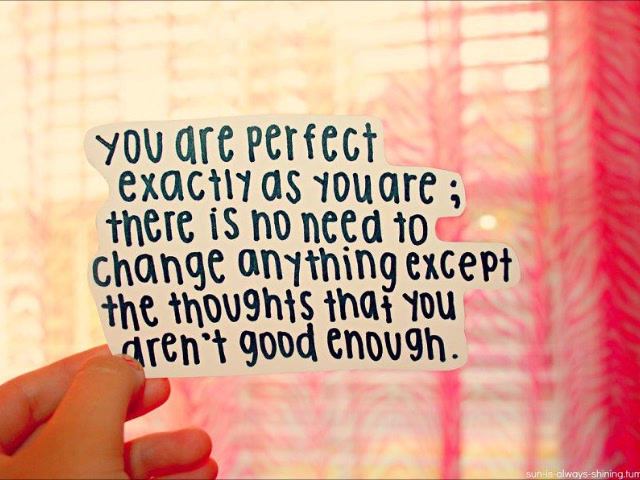 you are perfect
exactly as you are ;
there is no need to
change anything except
the thoughts that you
aren't good enough.
sun-is-always-shining.tum